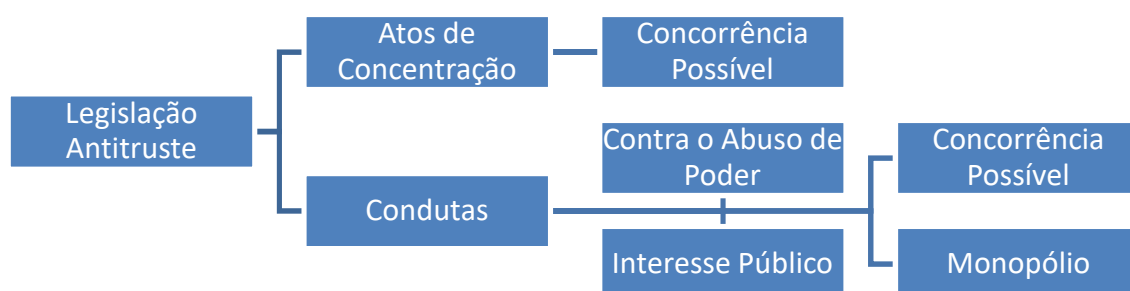 Legislação
Antitruste
Atos de
Concentração
Concorrência
Possível
Condutas
Contra o Abuso de
Poder
Interesse Público
Concorrência
Possível
Monopólio